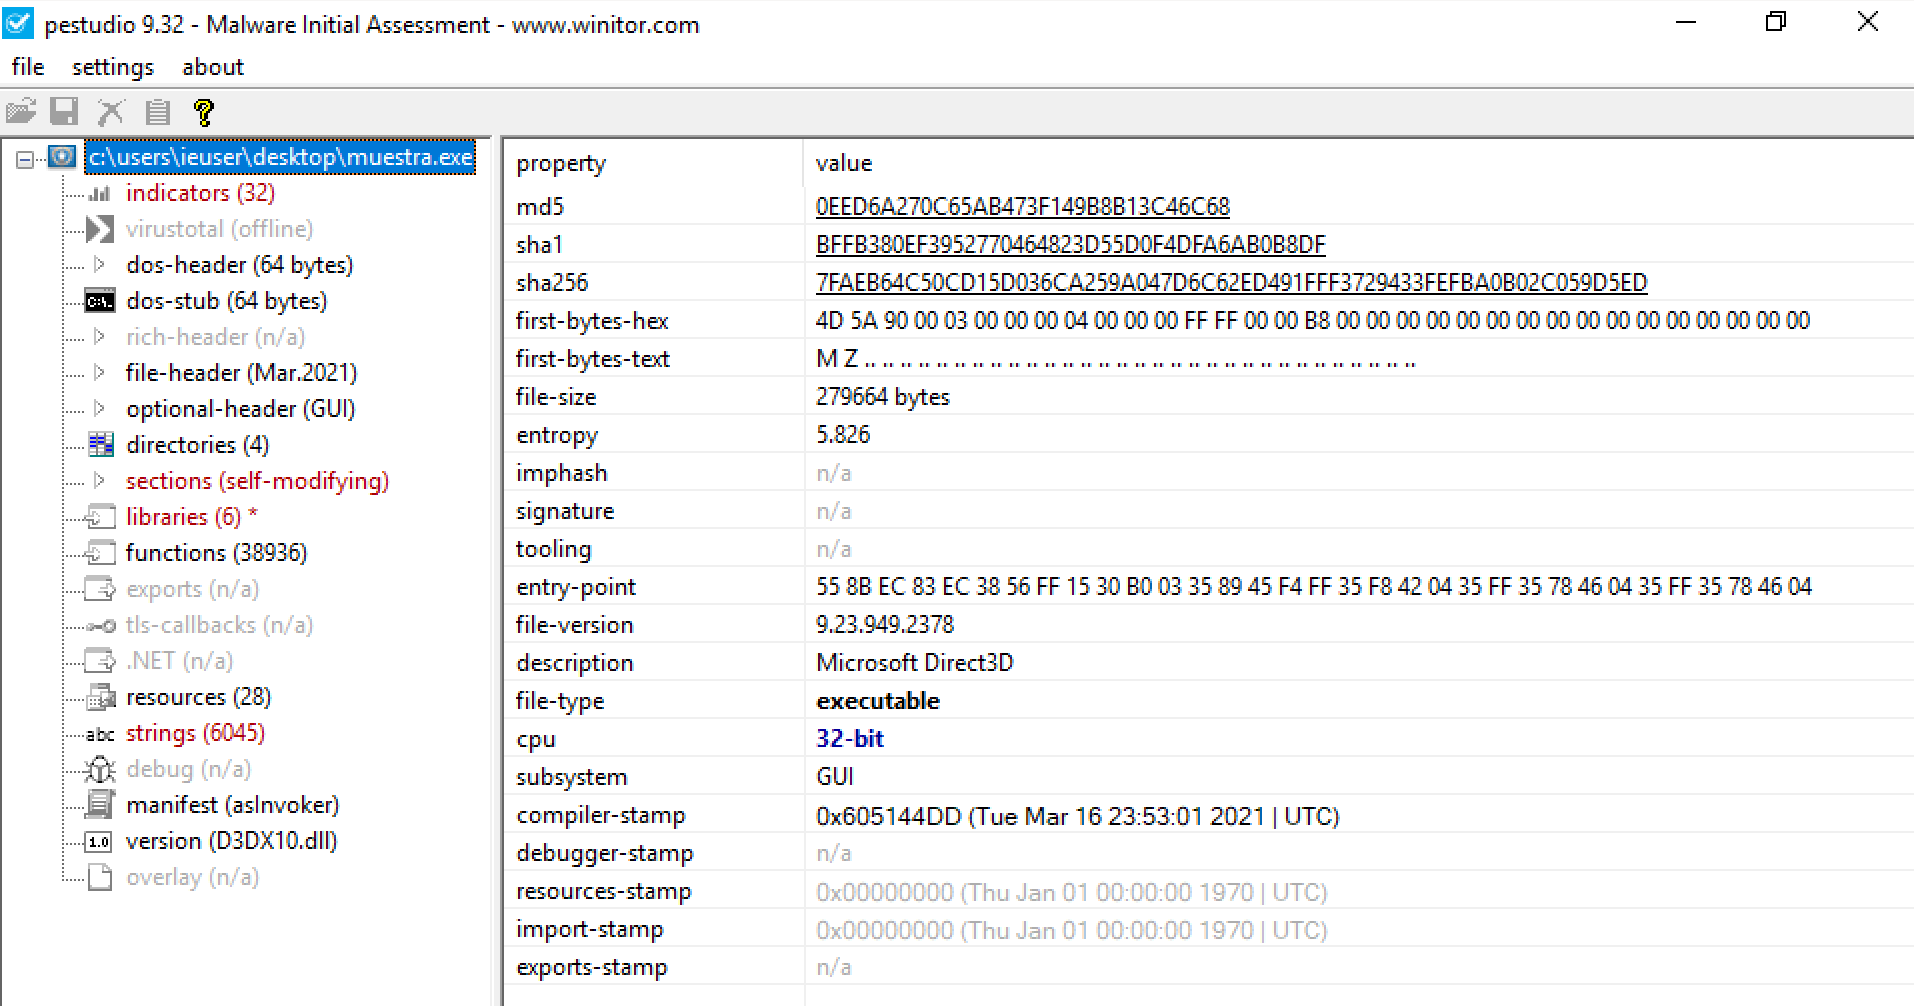 pestudio 9.32 - Malware Initial Assessment - www.winitor.com
file settings about
c:\users\ieuser\desktop\muestra.exe
indicators (32)
virustotal (offline)
dos-header (64 bytes)
dos-stub (64 bytes)
rich-header (n/a)
file-header (Mar.2021)
optional-header (GUI)
directories (4)
sections (self-modifying)
libraries (6) *
functions (38936)
exports (n/a)
tls-callbacks (n/a)
.NET (n/a)
resources (28)
abc strings (6045)
debug (n/a)
manifest (asInvoker)
1.0 version (D3DX10.dll)
overlay (n/a)
property value
md5 0EED6A270C65AB473F149B8B13C46C68
sha1 BFFB380EF3952770464823D55D0F4DFA6AB0B8DF
sha256 7FAEB64C50CD15D036CA259A047D6C62ED491FFF3729433FEFBA0B02C059D5ED
first-bytes-hex 4D 5A 90 00 03 00 00 00 04 00 00 00 FF FF 00 00 B8 00 00 00 00 00 00 00 00 00 00 00 00 00 00 00 00
first-bytes-text M Z .. .. .. .. .. .. .. .. .. .. .. .. .. .. .. .. .. .. .. .. .. .. .. .. .. .. .. .. .. .. ..
file-size 279664 bytes
entropy 5.826
imphash n/a
signature n/a
tooling n/a
entry-point 55 8B EC 83 EC 38 56 FF 15 30 B0 03 35 89 45 F4 FF 35 F8 42 04 35 FF 35 78 46 04 35 FF 35 78 46 04
file-version 9.23.949.2378
description Microsoft Direct3D
file-type executable
cpu 32-bit
subsystem GUI
compiler-stamp 0x605144DD (Tue Mar 16 23:53:01 2021 | UTC)
debugger-stamp n/a
resources-stamp 0x00000000 (Thu Jan 01 00:00:00 1970 | UTC)
import-stamp 0x00000000 (Thu Jan 01 00:00:00 1970 | UTC)
exports-stamp n/a